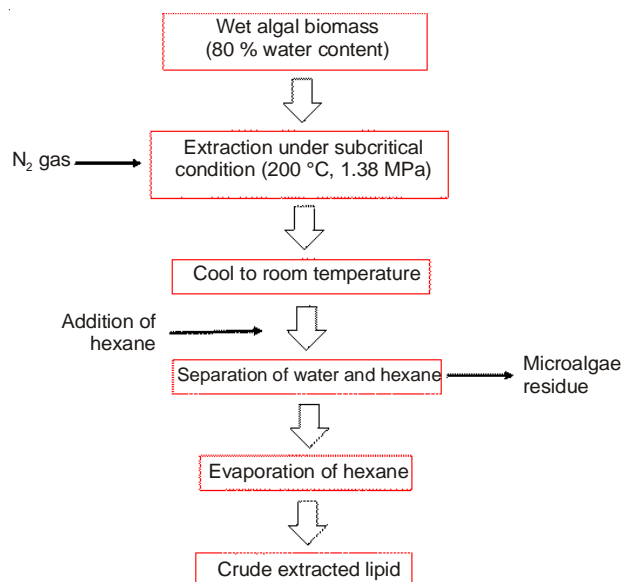 Wet algal biomass
(80 % water content)
N₂ gas
Extraction under subcritical
condition (200 °C, 1.38 MPa)
Cool to room temperature
Addition of
hexane
Separation of water and hexane
Microalgae
residue
Evaporation of hexane
Crude extracted lipid